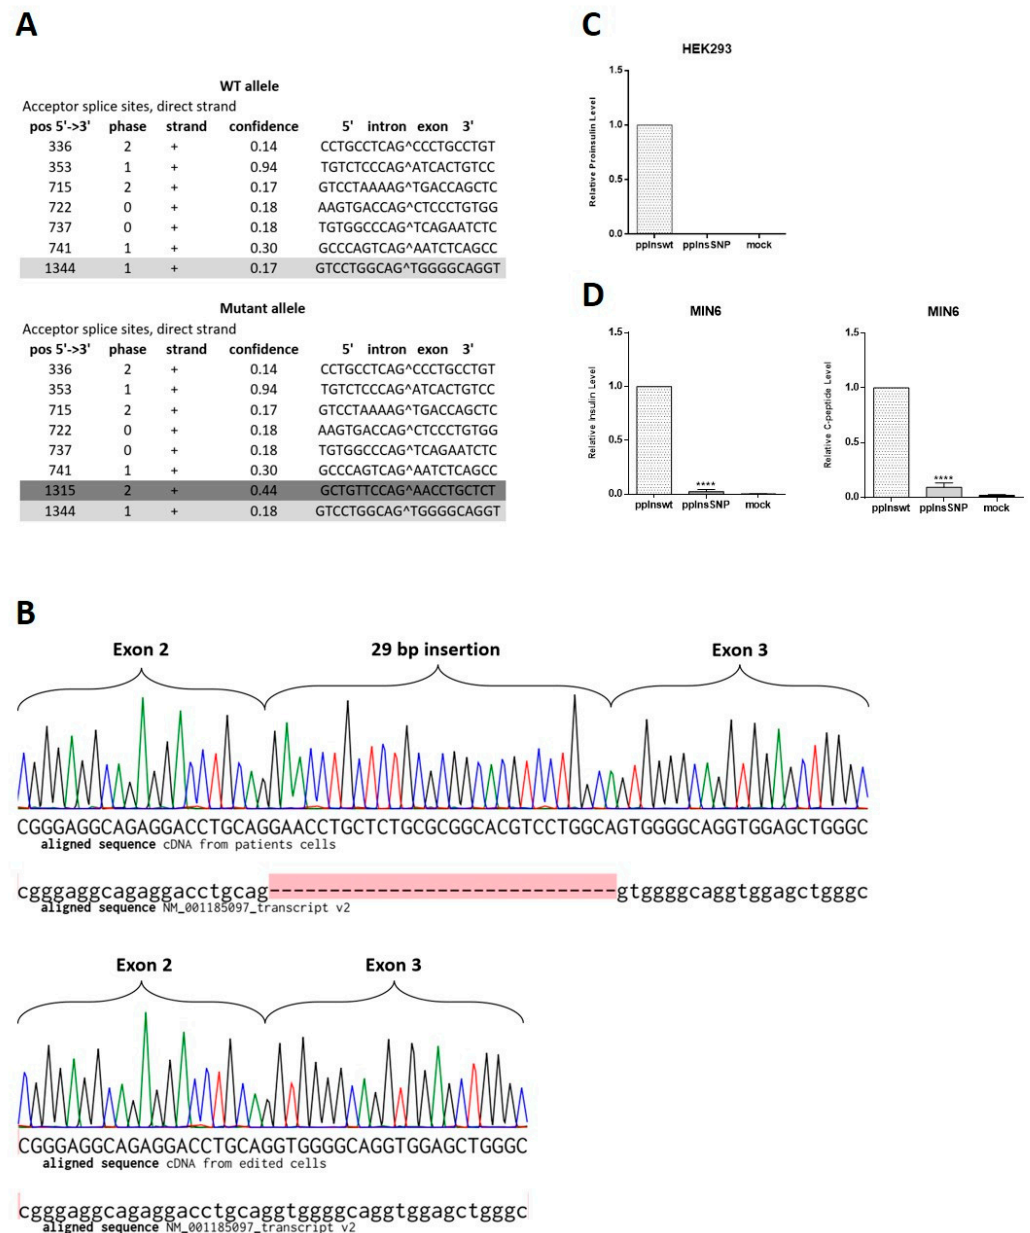 A
WT allele
Acceptor splice sites, direct strand
pos 5'->3' phase strand confidence 5' intron exon 3'
336 2 + 0.14 CCTGCCTCAG^CCCTGCCTGT
353 1 + 0.94 TGTCTCCCAG^ATCACTGTCC
715 2 + 0.17 GTCCTAAAAG^TGACCAGCTC
722 0 + 0.18 AAGTGACCAG^CTCCCTGTGG
737 0 + 0.18 TGTGGCCCAG^TCAGAATCTC
741 1 + 0.30 GCCCAGTCAG^AATCTCAGCC
1344 1 + 0.17 GTCCTGGCAG^TGGGGCAGGT
Mutant allele
Acceptor splice sites, direct strand
pos 5'->3' phase strand confidence 5' intron exon 3'
336 2 + 0.14 CCTGCCTCAG^CCCTGCCTGT
353 1 + 0.94 TGTCTCCCAG^ATCACTGTCC
715 2 + 0.17 GTCCTAAAAG^TGACCAGCTC
722 0 + 0.18 AAGTGACCAG^CTCCCTGTGG
737 0 + 0.18 TGTGGCCCAG^TCAGAATCTC
741 1 + 0.30 GCCCAGTCAG^AATCTCAGCC
1315 2 + 0.44 GCTGTTCCAG^AACCTGCTCT
1344 1 + 0.18 GTCCTGGCAG^TGGGGCAGGT
C
HEK293
Relative Proinsulin Level
1.5
1.0
0.5
0.0
ppInswt ppInsSNP mock
D
MIN6
Relative Insulin Level
1.5
1.0
0.5
0.0
****
ppInswt ppInsSNP mock
MIN6
Relative C-peptide Level
1.5
1.0
0.5
0.0
****
ppInswt ppInsSNP mock
B
Exon 2 29 bp insertion Exon 3
CGGGAGGCAGAGGACCTGCAGGAACCTGCTCTGCGCGGCACGTCCTGGCAGTGGGGCAGGTGGAGCTGGGC
aligned sequence cDNA from patients cells
cgggaggcagaggacctgcag-----------------------------gtggggcaggtggagctgggc
aligned sequence NM_001185097_transcript v2
Exon 2 Exon 3
CGGGAGGCAGAGGACCTGCAGGTGGGGCAGGTGGAGCTGGGC
aligned sequence cDNA from edited cells
cgggaggcagaggacctgcaggtggggcaggtggagctgggc
aligned sequence NM_001185097_transcript v2